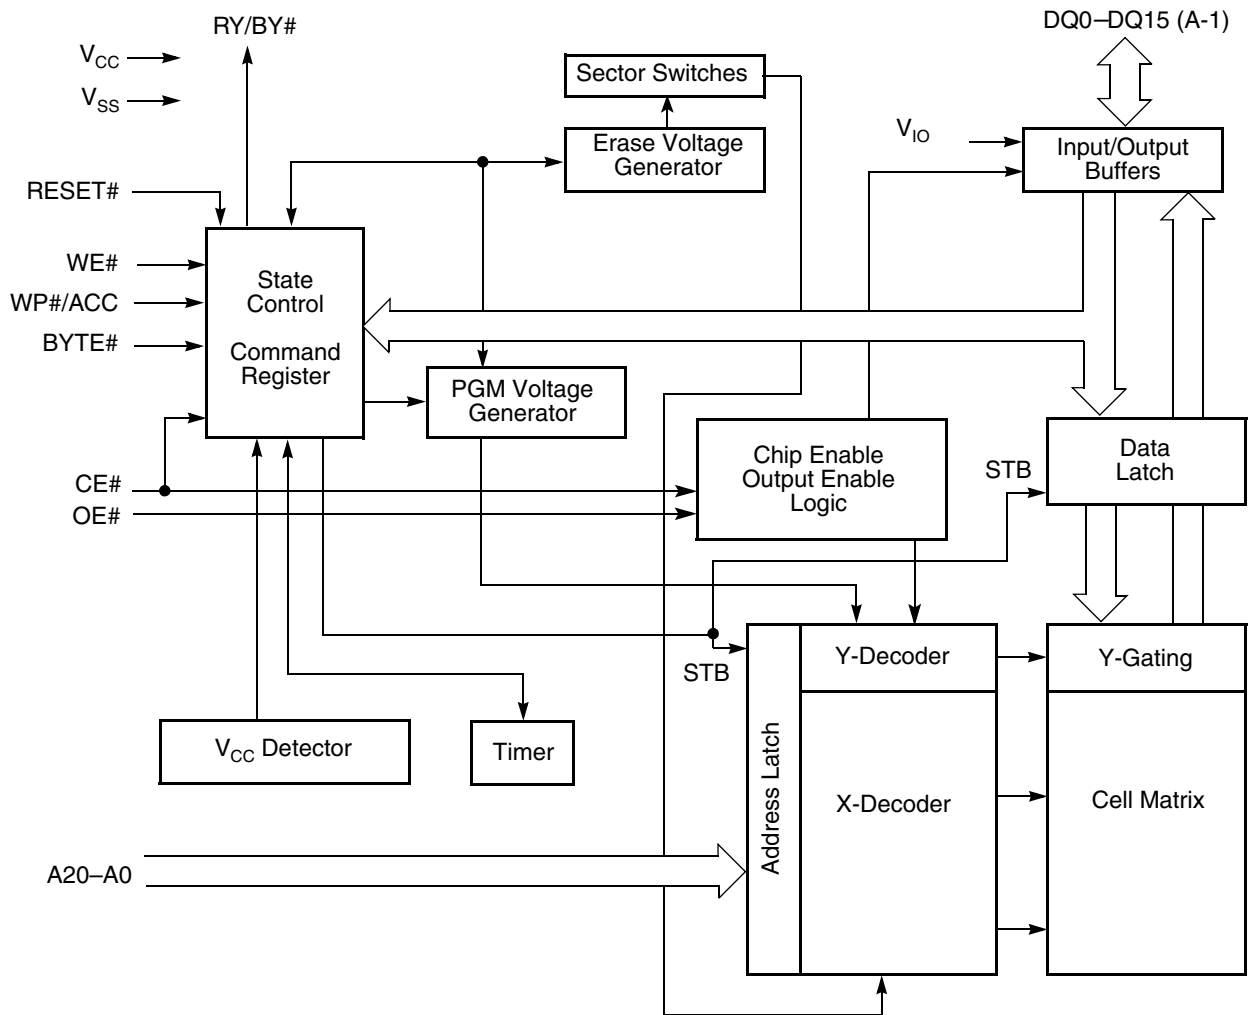 RY/BY#
DQ0–DQ15 (A-1)
VCC
VSS
Sector Switches
Erase Voltage
Generator
VIO
Input/Output
Buffers
RESET#
WE#
WP#/ACC
BYTE#
State
Control
Command
Register
PGM Voltage
Generator
CE#
OE#
Chip Enable
Output Enable
Logic
STB
Data
Latch
STB
Y-Decoder
Y-Gating
VCC Detector
Timer
Address Latch
X-Decoder
Cell Matrix
A20–A0